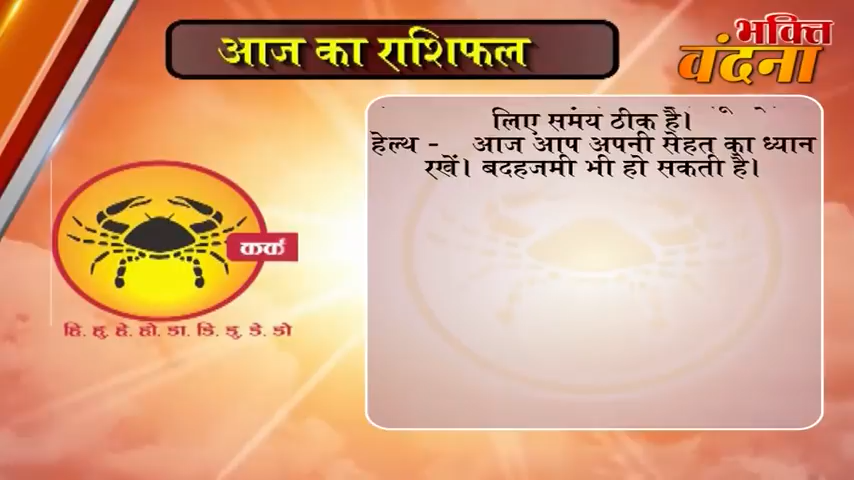 आज का राशिफल
भक्ति
वंदना
लिए समय ठीक है।
हेल्थ - आज आप अपनी सेहत का ध्यान
रखें। बदहजमी भी हो सकती है।
कर्क
हि. हु. हे. हो. डा. डि. डु. डे. डो